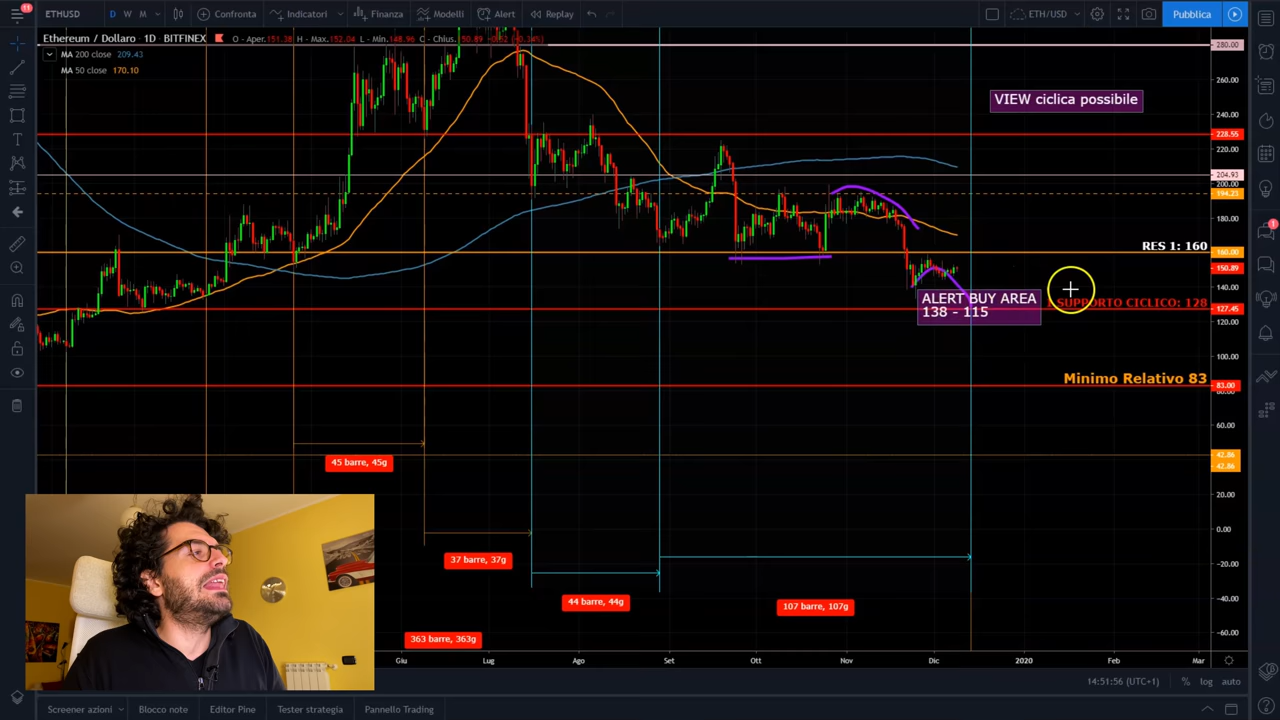 11
ETHUSD
D W M
Confronta
Indicatori
Finanza
Modelli
Alert
Replay
ETH/USD
Pubblica
Ethereum / Dollaro · 1D · BITFINEX
O - Aper.151.38 H - Max.152.04 L - Min.148.96 C - Chius.
MA 200 close 209.43
MA 50 close 170.10
VIEW ciclica possibile
280.00
260.00
240.00
228.55
220.00
204.93
200.00
194.21
180.00
RES 1: 160
160.00
150.89
140.00
ALERT BUY AREA
138 - 115
SUPPORTO CICLICO: 128
127.45
120.00
100.00
Minimo Relativo 83
83.00
80.00
60.00
42.86
42.86
20.00
0.00
-20.00
-40.00
-60.00
45 barre, 45g
37 barre, 37g
44 barre, 44g
107 barre, 107g
363 barre, 363g
Giu Lug Ago Set Ott Nov Dic 2020 Feb Mar
14:51:56 (UTC+1) % log auto
Screener azioni Blocco note Editor Pine Tester strategia Pannello Trading